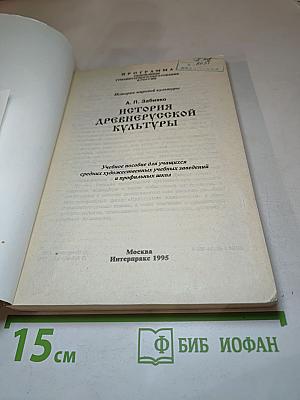 ПРОГРАММА
История мировой культуры
А. П. Забияко
ИСТОРИЯ
ДРЕВНЕРУССКОЙ
КУЛЬТУРЫ
Учебное пособие для учащихся
средних художественных учебных заведений
и профильных школ
Москва
Интерпракс 1995
15 см
Ф БИБ ИОФАН